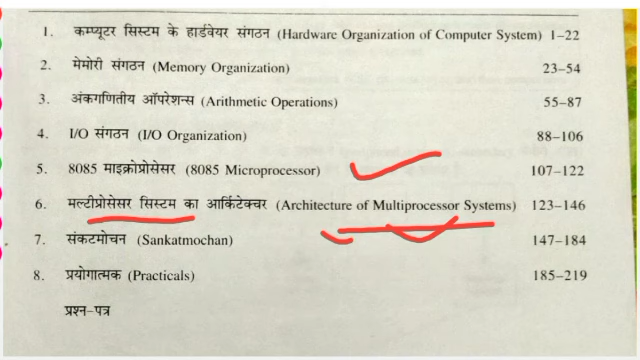 1. कम्प्यूटर सिस्टम के हार्डवेयर संगठन (Hardware Organization of Computer System) 1–22
2. मेमोरी संगठन (Memory Organization) 23–54
3. अंकगणितीय ऑपरेशन्स (Arithmetic Operations) 55–87
4. I/O संगठन (I/O Organization) 88–106
5. 8085 माइक्रोप्रोसेसर (8085 Microprocessor) 107–122
6. मल्टीप्रोसेसर सिस्टम का आर्किटेक्चर (Architecture of Multiprocessor Systems) 123–146
7. संकटमोचन (Sankatmochan) 147–184
8. प्रयोगात्मक (Practicals) 185–219
प्रश्न-पत्र